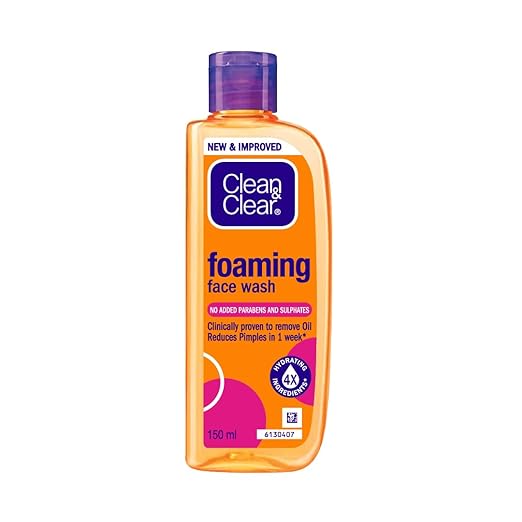 NEW & IMPROVED
Clean &
Clear®
foaming
face wash
NO ADDED PARABENS AND SULPHATES
Clinically proven to remove Oil
Reduces Pimples in 1 week*
HYDRATING
4X
INGREDIENTS^
150 ml
6130407